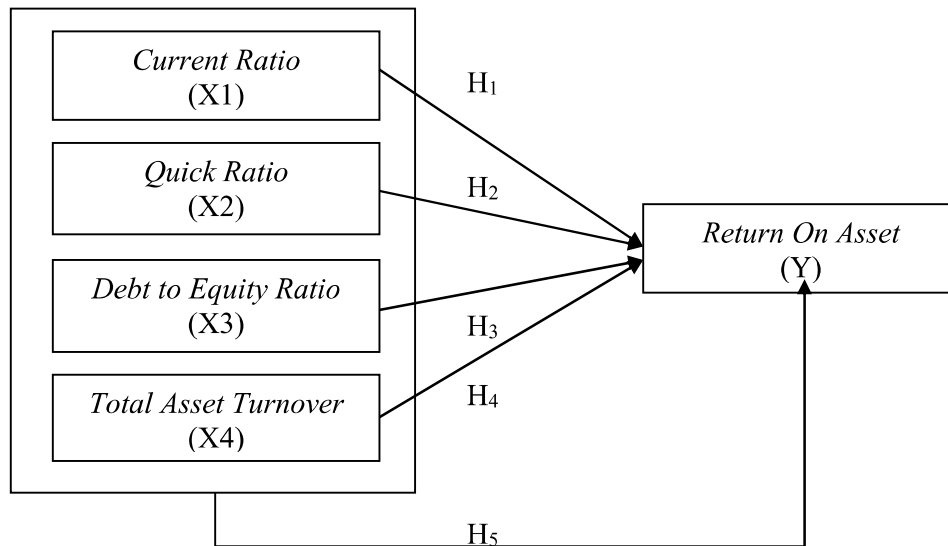 Current Ratio
(X1)
H₁
Quick Ratio
(X2)
H₂
Return On Asset
(Y)
Debt to Equity Ratio
(X3)
H₃
Total Asset Turnover
(X4)
H₄
H₅